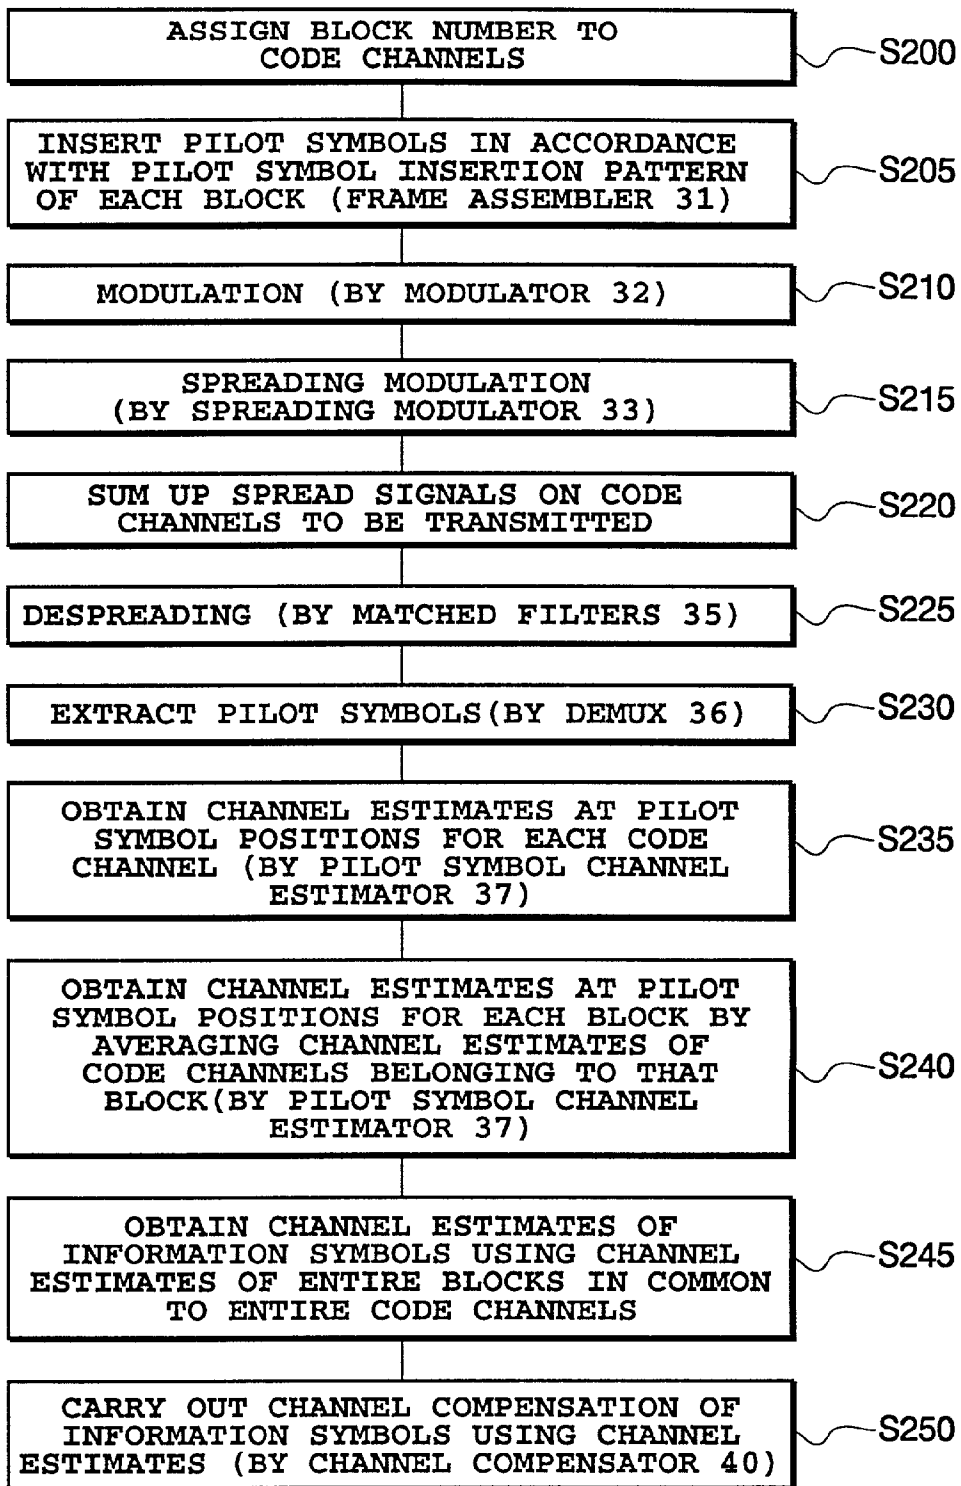 ASSIGN BLOCK NUMBER TO
CODE CHANNELS
S200
INSERT PILOT SYMBOLS IN ACCORDANCE
WITH PILOT SYMBOL INSERTION PATTERN
OF EACH BLOCK (FRAME ASSEMBLER 31)
S205
MODULATION (BY MODULATOR 32)
S210
SPREADING MODULATION
(BY SPREADING MODULATOR 33)
S215
SUM UP SPREAD SIGNALS ON CODE
CHANNELS TO BE TRANSMITTED
S220
DESPREADING (BY MATCHED FILTERS 35)
S225
EXTRACT PILOT SYMBOLS(BY DEMUX 36)
S230
OBTAIN CHANNEL ESTIMATES AT PILOT
SYMBOL POSITIONS FOR EACH CODE
CHANNEL (BY PILOT SYMBOL CHANNEL
ESTIMATOR 37)
S235
OBTAIN CHANNEL ESTIMATES AT PILOT
SYMBOL POSITIONS FOR EACH BLOCK BY
AVERAGING CHANNEL ESTIMATES OF
CODE CHANNELS BELONGING TO THAT
BLOCK(BY PILOT SYMBOL CHANNEL
ESTIMATOR 37)
S240
OBTAIN CHANNEL ESTIMATES OF
INFORMATION SYMBOLS USING CHANNEL
ESTIMATES OF ENTIRE BLOCKS IN COMMON
TO ENTIRE CODE CHANNELS
S245
CARRY OUT CHANNEL COMPENSATION OF
INFORMATION SYMBOLS USING CHANNEL
ESTIMATES (BY CHANNEL COMPENSATOR 40)
S250